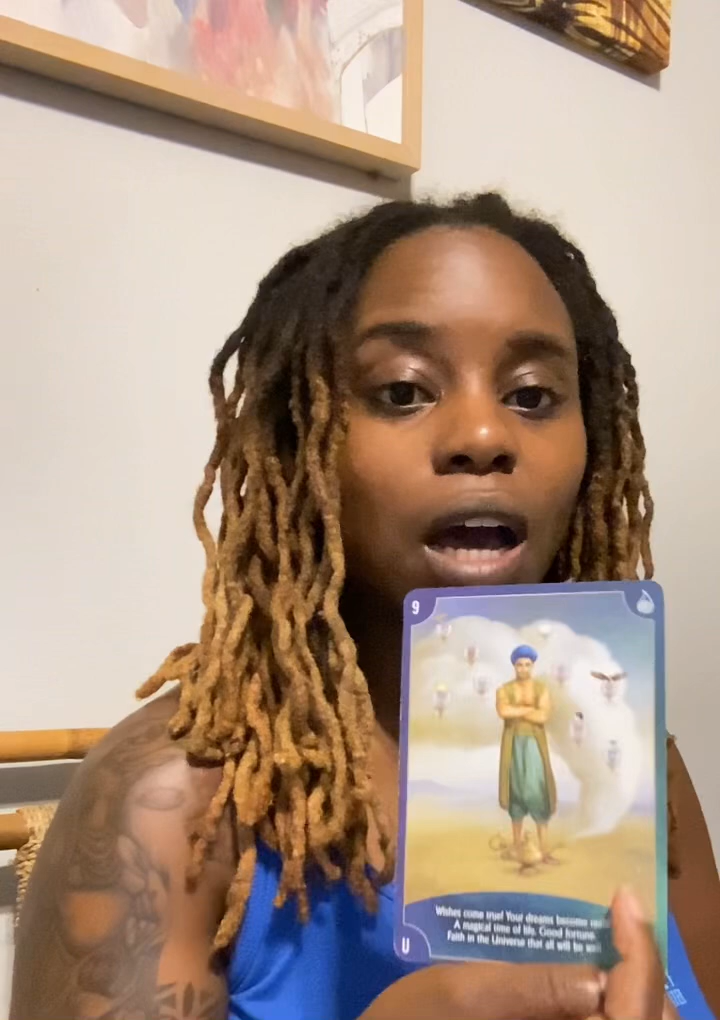 9
Wishes come true! Your dreams become
A magical time of life. Good fortune.
Faith in the Universe that all will be
U